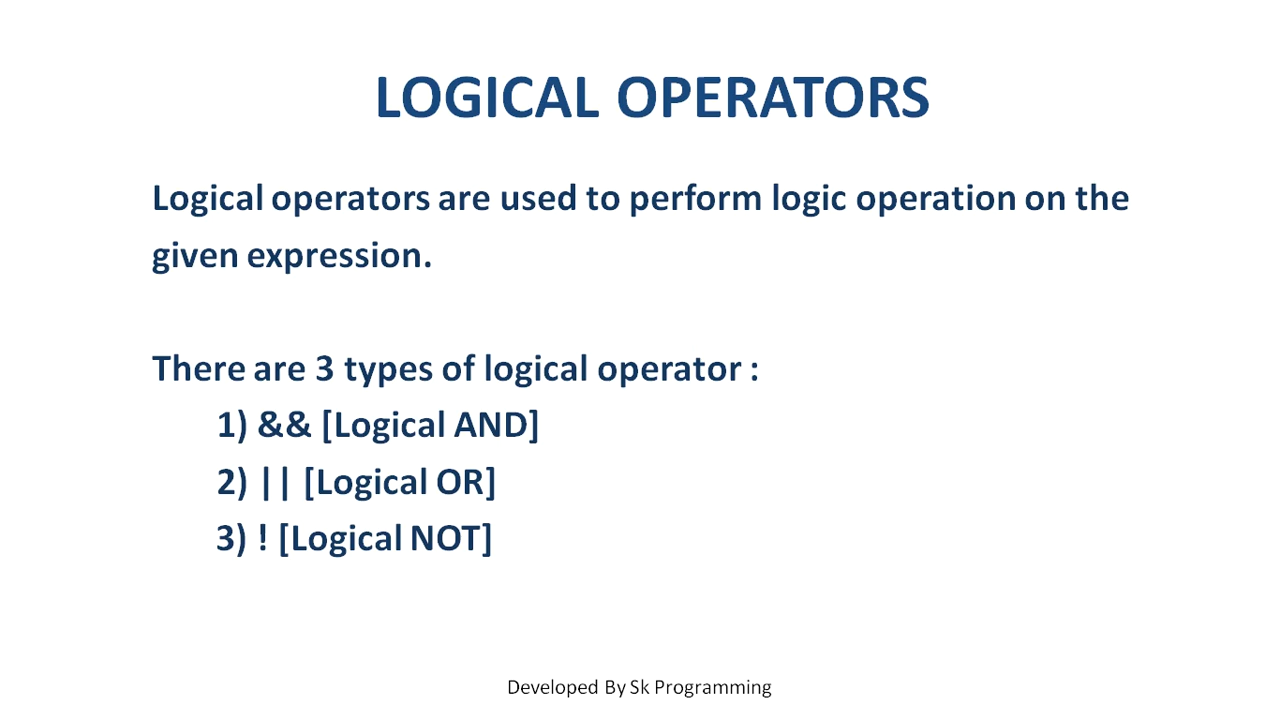 LOGICAL OPERATORS
Logical operators are used to perform logic operation on the
given expression.
There are 3 types of logical operator :
1) && [Logical AND]
2) || [Logical OR]
3) ! [Logical NOT]
Developed By Sk Programming